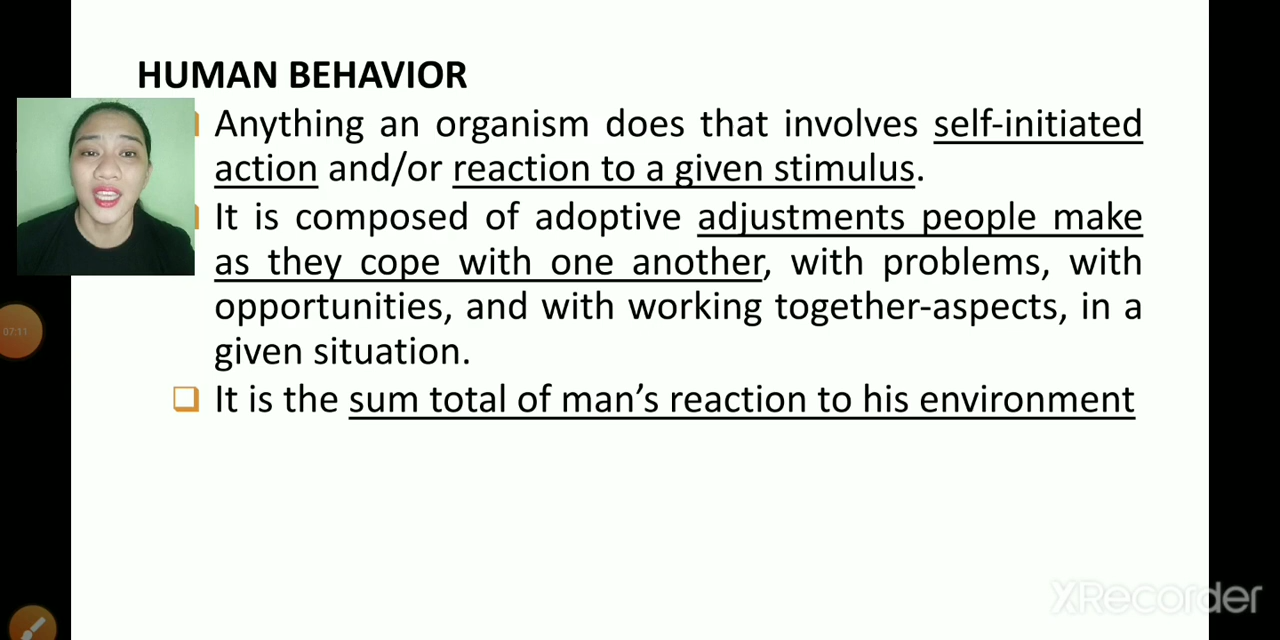 HUMAN BEHAVIOR
Anything an organism does that involves self-initiated
action and/or reaction to a given stimulus.
It is composed of adoptive adjustments people make
as they cope with one another, with problems, with
opportunities, and with working together-aspects, in a
given situation.
It is the sum total of man's reaction to his environment
07:11
XRecorder